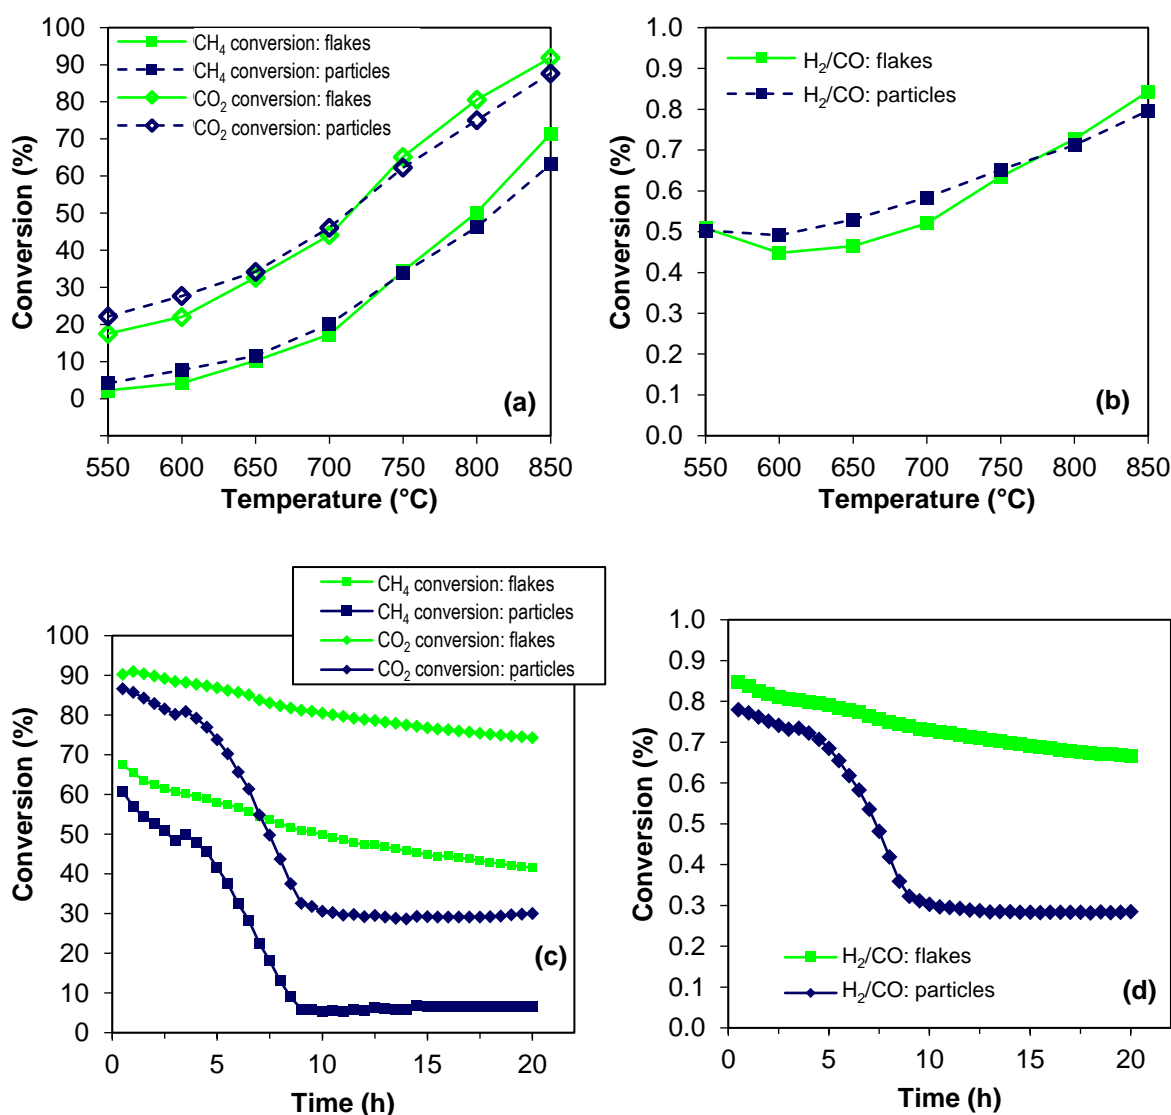 100
90
80
70
60
50
40
30
20
10
0
CH₄ conversion: flakes
CH₄ conversion: particles
CO₂ conversion: flakes
CO₂ conversion: particles
Conversion (%)
(a)
550 600 650 700 750 800 850
Temperature (°C)
1.0
0.9
0.8
0.7
0.6
0.5
0.4
0.3
0.2
0.1
0.0
H₂/CO: flakes
H₂/CO: particles
Conversion (%)
(b)
550 600 650 700 750 800 850
Temperature (°C)
CH₄ conversion: flakes
CH₄ conversion: particles
CO₂ conversion: flakes
CO₂ conversion: particles
100
90
80
70
60
50
40
30
20
10
0
Conversion (%)
(c)
0 5 10 15 20
Time (h)
1.0
0.9
0.8
0.7
0.6
0.5
0.4
0.3
0.2
0.1
0.0
Conversion (%)
H₂/CO: flakes
H₂/CO: particles
(d)
0 5 10 15 20
Time (h)